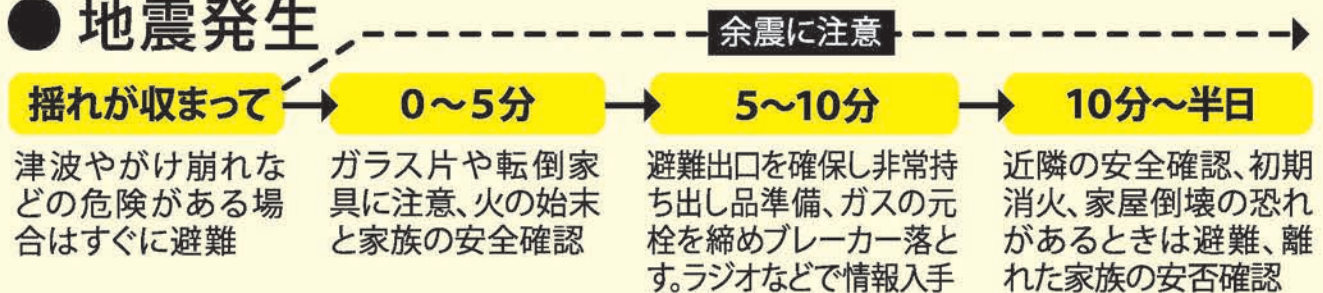 ● 地震発生
余震に注意
揺れが収まって
0～5分
5～10分
10分～半日
津波やがけ崩れな
どの危険がある場
合はすぐに避難
ガラス片や転倒家
具に注意、火の始末
と家族の安全確認
避難出口を確保し非常持
ち出し品準備、ガスの元
栓を締めブレーカー落と
す。ラジオなどで情報入手
近隣の安全確認、初期
消火、家屋倒壊の恐れ
があるときは避難、離
れた家族の安否確認